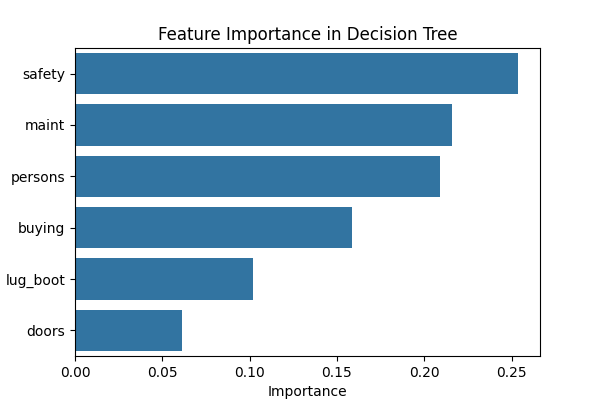 Feature Importance in Decision Tree
safety
maint
persons
buying
lug_boot
doors
0.00 0.05 0.10 0.15 0.20 0.25
Importance